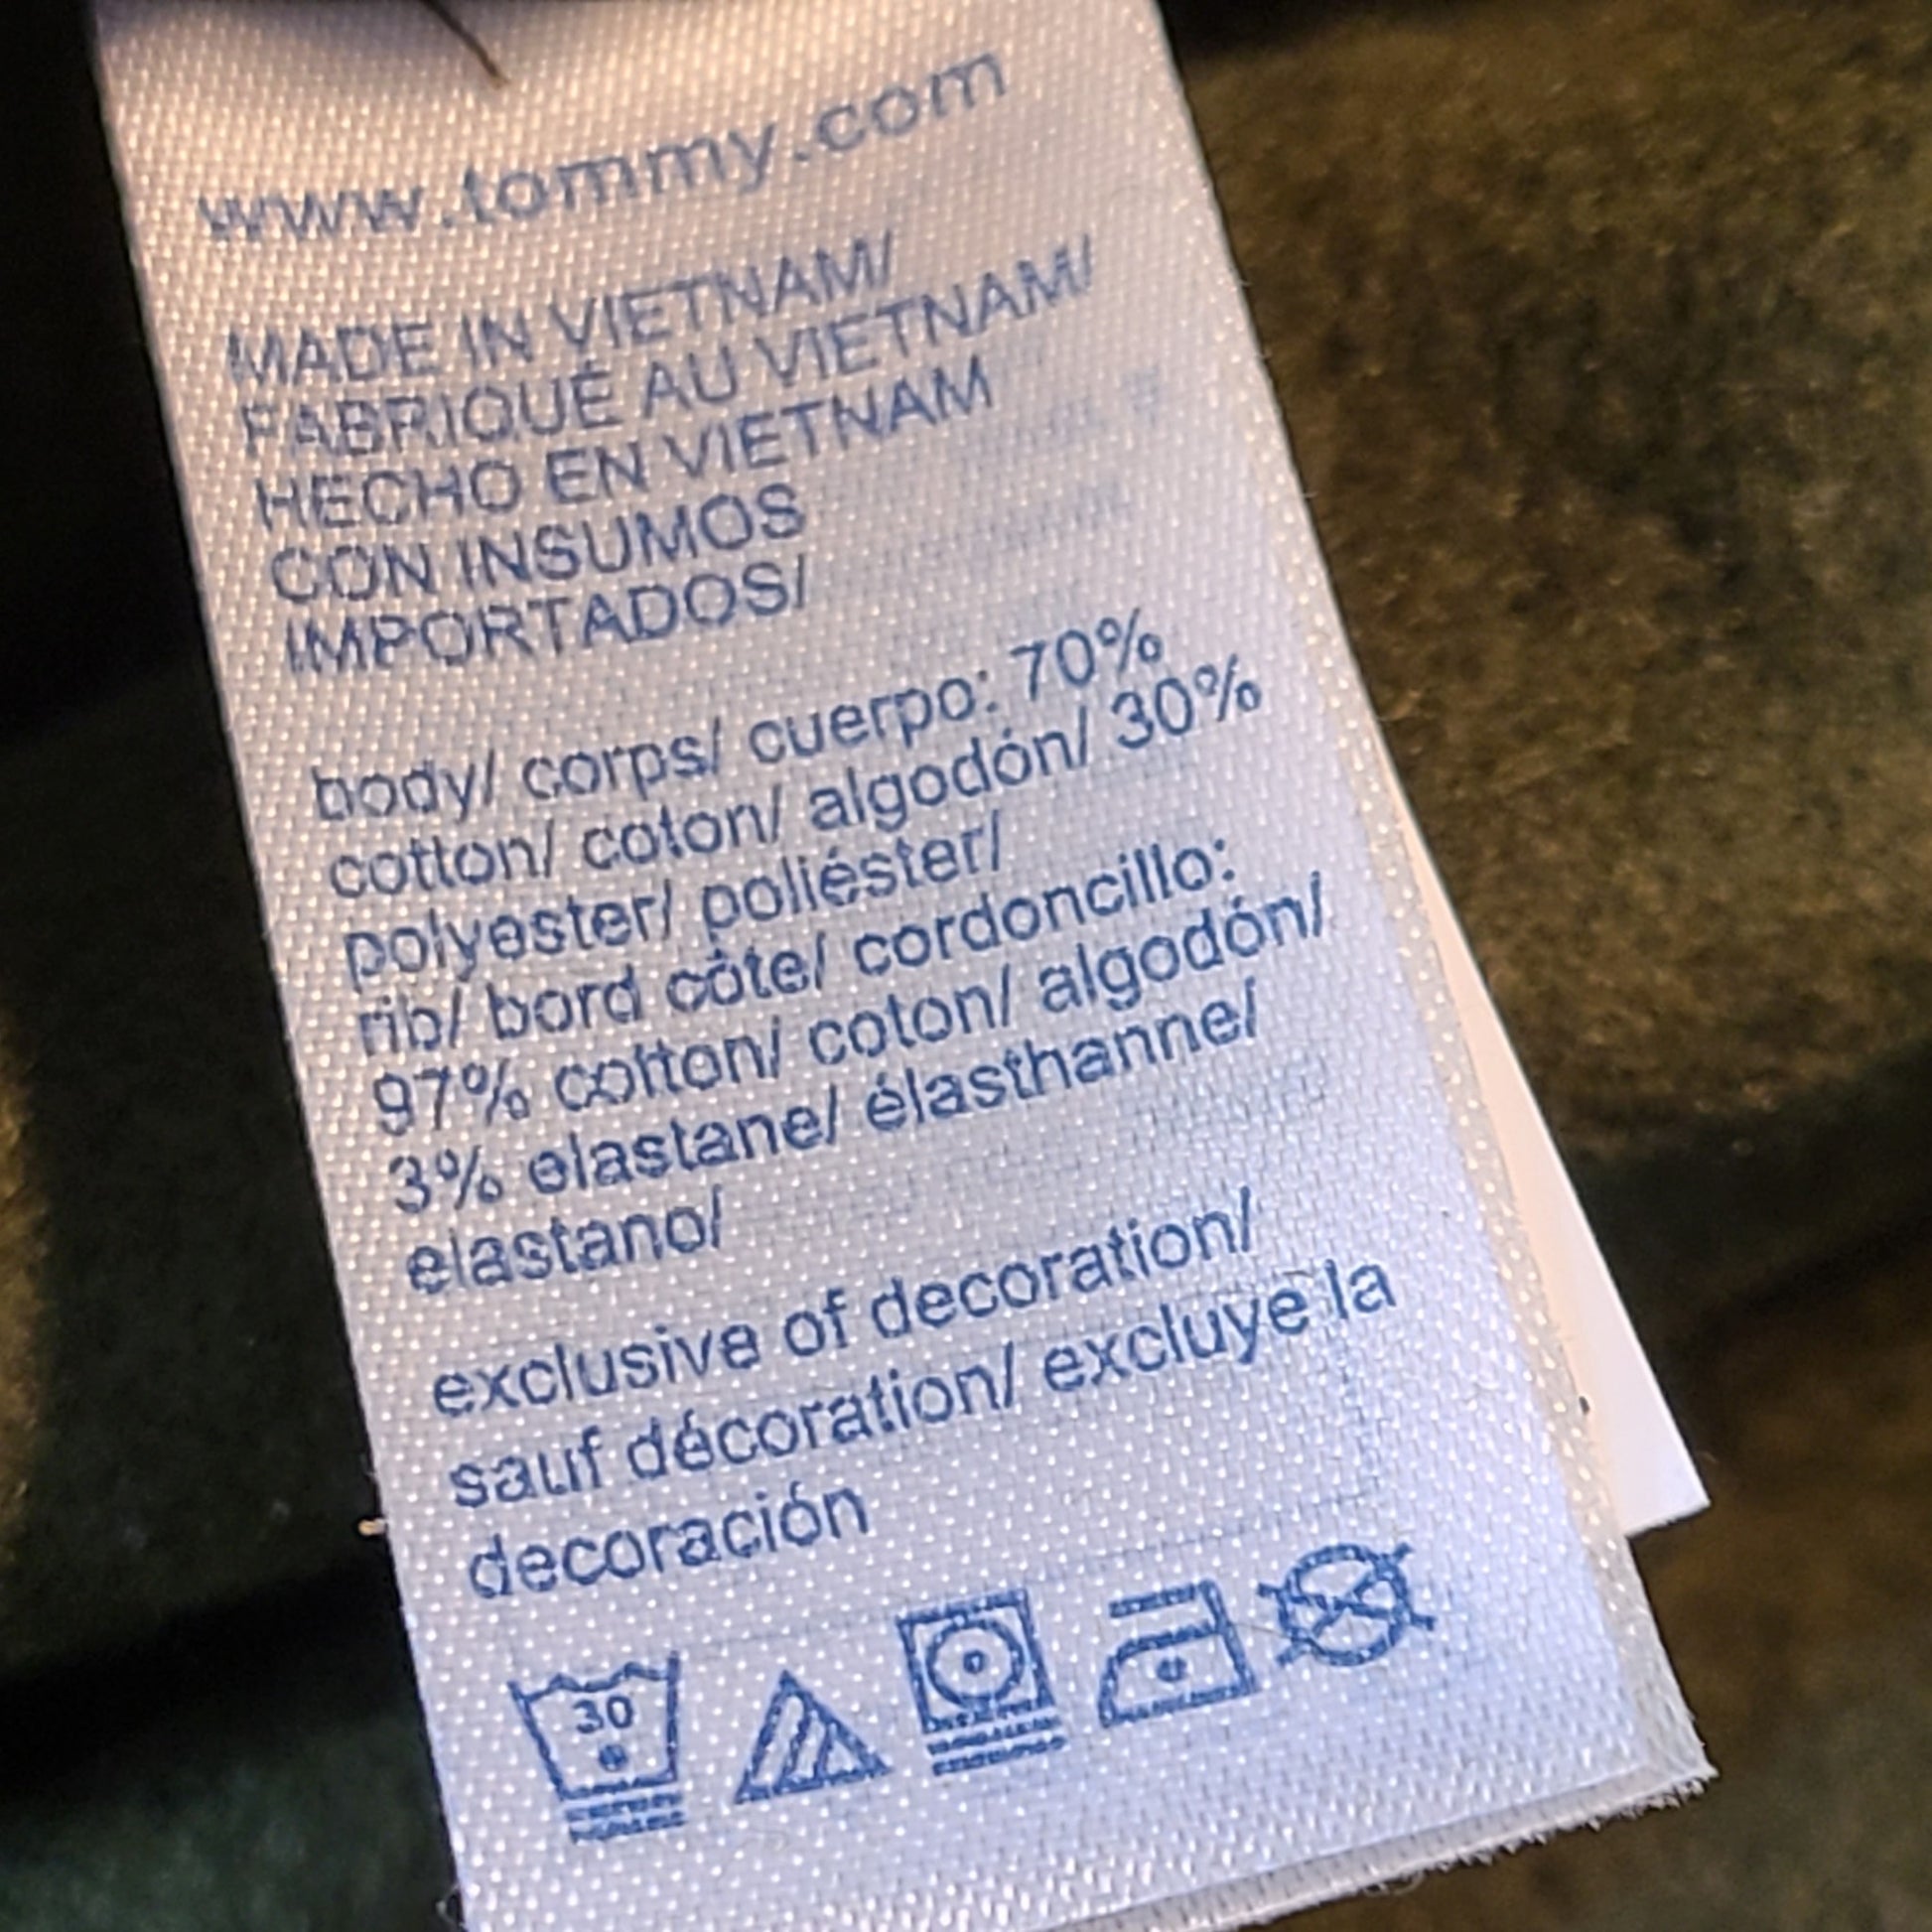 www.tommy.com
MADE IN VIETNAM/
FABRIQUÉ AU VIETNAM/
HECHO EN VIETNAM
CON INSUMOS
IMPORTADOS/
body/ corps/ cuerpo: 70%
cotton/ coton/ algodón/ 30%
polyester/ poliéster/
rib/ bord côte/ cordoncillo:
97% cotton/ coton/ algodón/
3% elastane/ élasthanne/
elastano/
exclusive of decoration/
sauf décoration/ excluye la
decoración
30